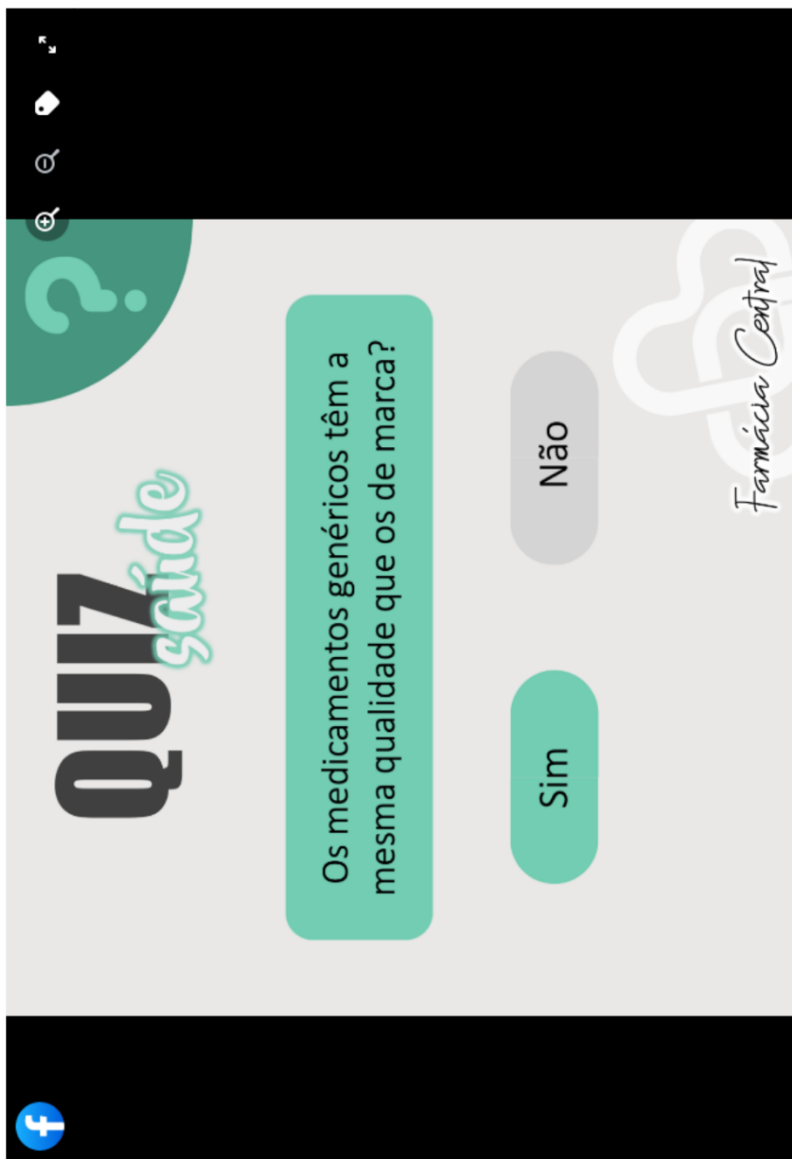 QUIZ
saúde
?
Os medicamentos genéricos têm a
mesma qualidade que os de marca?
Sim
Não
Farmácia Central